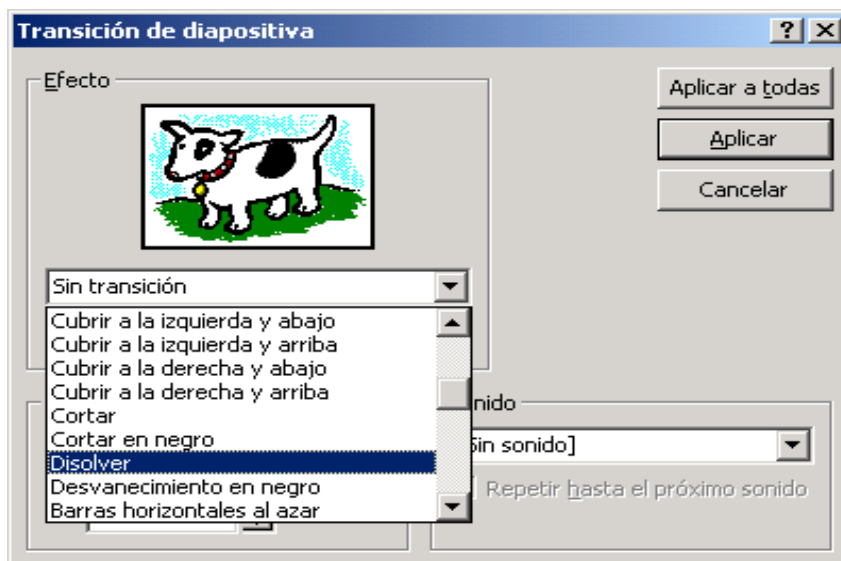 Transición de diapositiva
Efecto
Aplicar a todas
Aplicar
Cancelar
Sin transición
Cubrir a la izquierda y abajo
Cubrir a la izquierda y arriba
Cubrir a la derecha y abajo
Cubrir a la derecha y arriba
Cortar
Cortar en negro
Disolver
Desvanecimiento en negro
Barras horizontales al azar
nido
in sonido]
Repetir hasta el próximo sonido